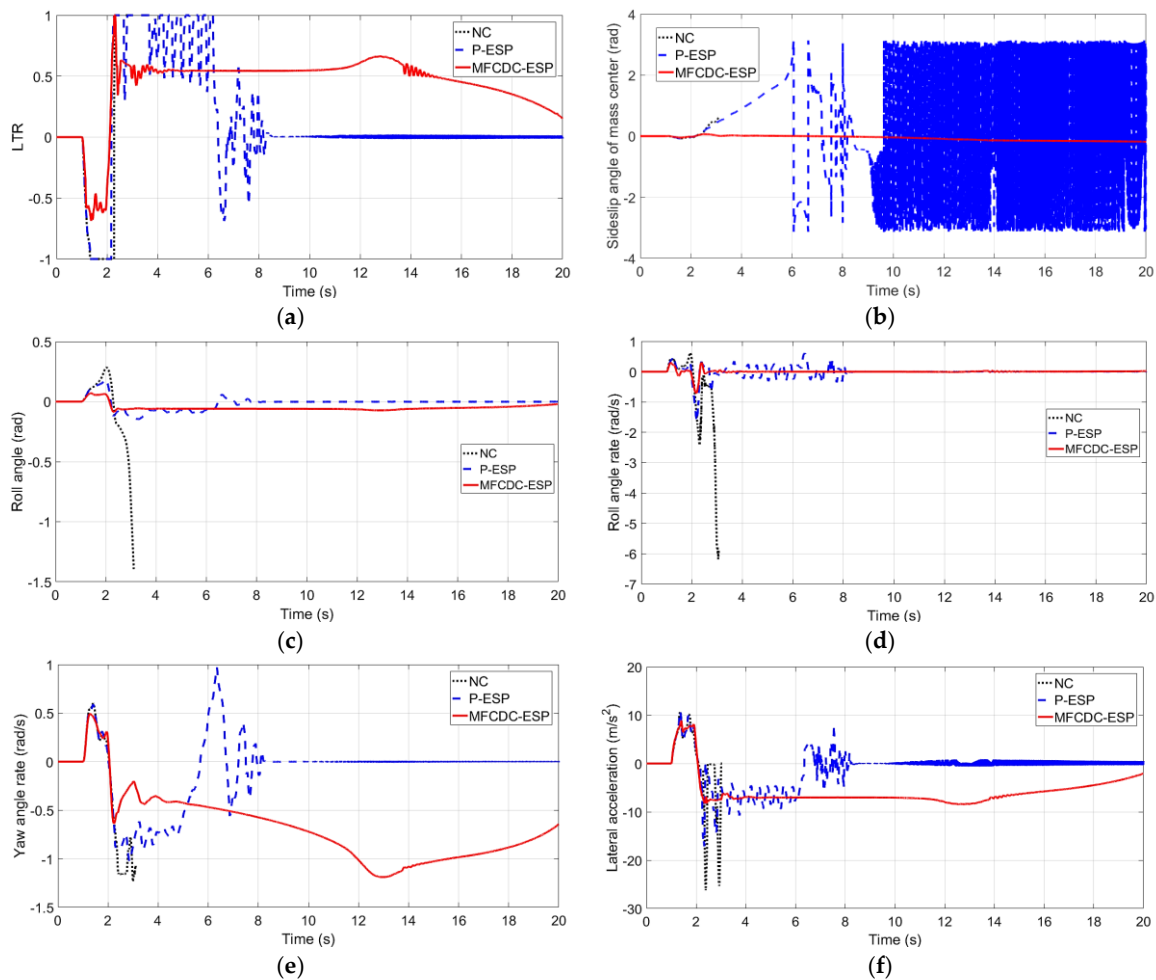 1
0.5
0
-0.5
-1
LTR
NC
P-ESP
MFCDC-ESP
0 2 4 6 8 10 12 14 16 18 20
Time (s)
(a)
4
2
0
-2
-4
Sideslip angle of mass center (rad)
NC
P-ESP
MFCDC-ESP
0 2 4 6 8 10 12 14 16 18 20
Time (s)
(b)
0.5
0
-0.5
-1
-1.5
Roll angle (rad)
NC
P-ESP
MFCDC-ESP
0 2 4 6 8 10 12 14 16 18 20
Time (s)
(c)
1
0
-1
-2
-3
-4
-5
-6
-7
Roll angle rate (rad/s)
NC
P-ESP
MFCDC-ESP
0 2 4 6 8 10 12 14 16 18 20
Time (s)
(d)
1
0.5
0
-0.5
-1
-1.5
Yaw angle rate (rad/s)
NC
P-ESP
MFCDC-ESP
0 2 4 6 8 10 12 14 16 18 20
Time (s)
(e)
20
10
0
-10
-20
-30
Lateral acceleration (m/s²)
NC
P-ESP
MFCDC-ESP
0 2 4 6 8 10 12 14 16 18 20
Time (s)
(f)